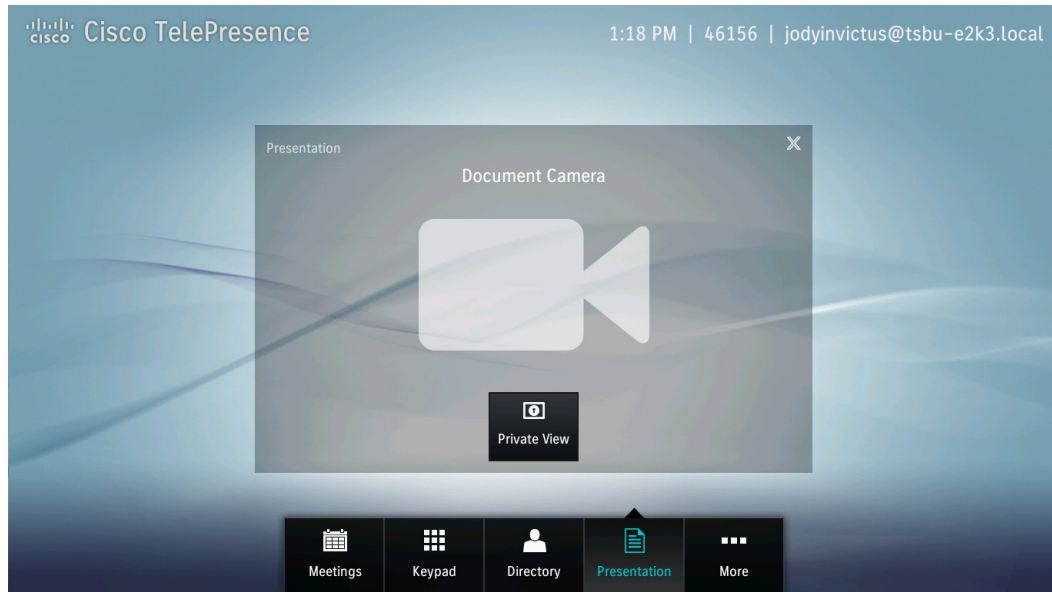 CISCO Cisco TelePresence
1:18 PM | 46156 | jodyinvictus@tsbu-e2k3.local
Presentation
X
Document Camera
Private View
Meetings
Keypad
Directory
Presentation
More